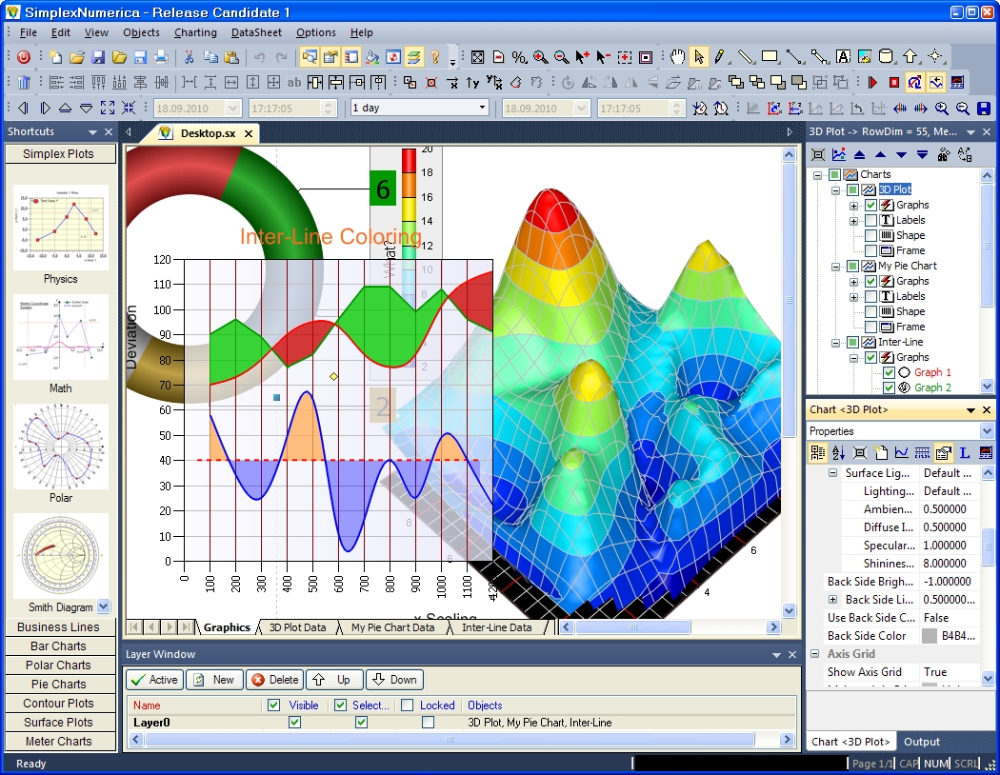 SimplexNumerica - Release Candidate 1
File Edit View Objects Charting DataSheet Options Help
18.09.2010 17:17:05 1 day 18.09.2010 17:17:05
Shortcuts
Simplex Plots
Physics
Math
Polar
Smith Diagram
Business Lines
Bar Charts
Polar Charts
Pie Charts
Contour Plots
Surface Plots
Meter Charts
Desktop.sx
6
Inter-Line Coloring
What?
20
18
16
14
12
10
8
2
2
Deviation
120
110
100
90
80
70
60
50
40
30
20
10
0
0 100 200 300 400 500 600 700 800 900 1000 1100
x Scaling
8
6
4
6
Graphics 3D Plot Data My Pie Chart Data Inter-Line Data
Layer Window
Active New Delete Up Down
Name Visible Select... Locked Objects
Layer0 3D Plot, My Pie Chart, Inter-Line
3D Plot -> RowDim = 55, Me...
Charts
3D Plot
Graphs
Labels
Shape
Frame
My Pie Chart
Graphs
Labels
Shape
Frame
Inter-Line
Graphs
Graph 1
Graph 2
Chart <3D Plot>
Properties
Surface Lig... Default ...
Lighting... Default ...
Ambien... 0.500000
Diffuse I... 0.500000
Specular... 1.000000
Shinines... 8.000000
Back Side Brigh... -1.000000
Back Side Li... 0.500000...
Use Back Side C... False
Back Side Color B4B4...
Axis Grid
Show Axis Grid True
Chart <3D Plot> Output
Ready
Page 1/1 CAP NUM SCRL